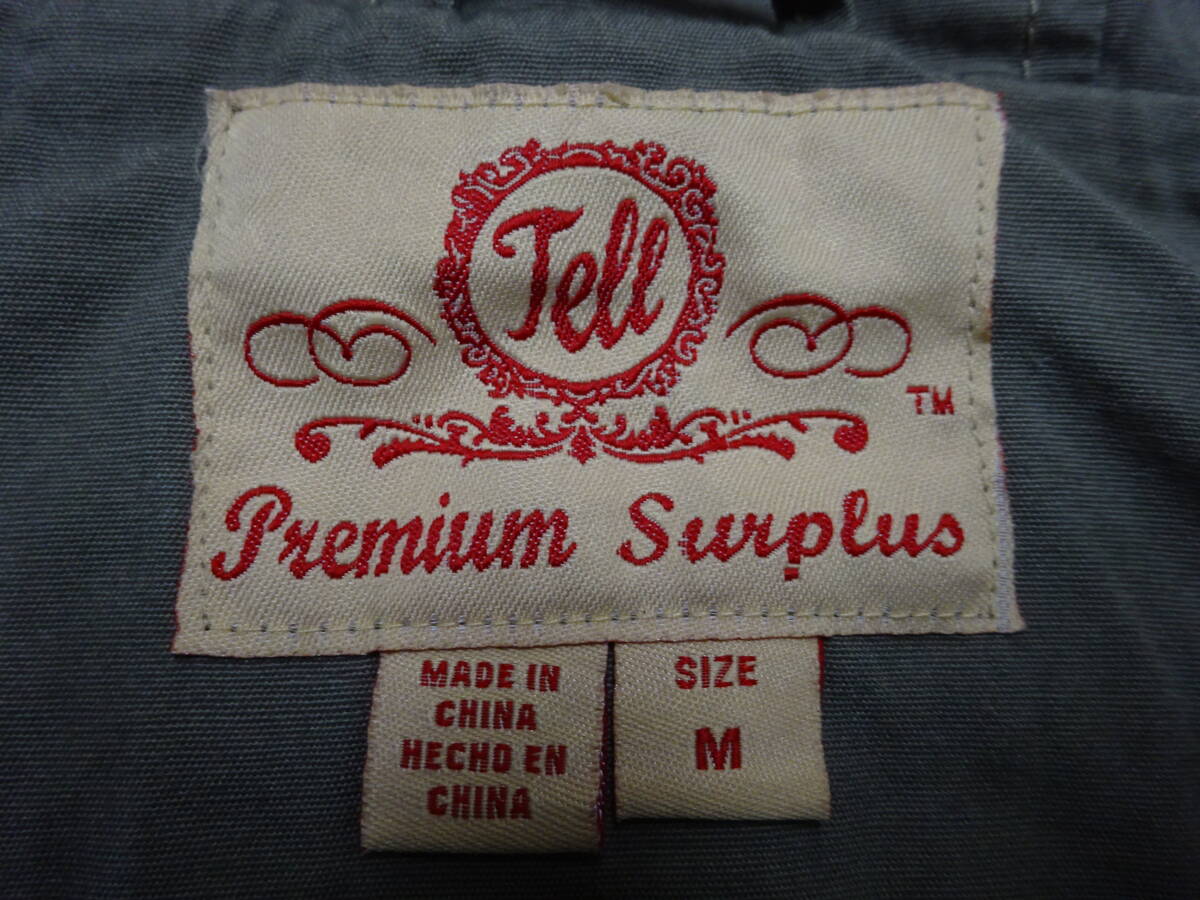 Tell
TM
Premium Surplus
MADE IN
CHINA
HECHO EN
CHINA
SIZE
M